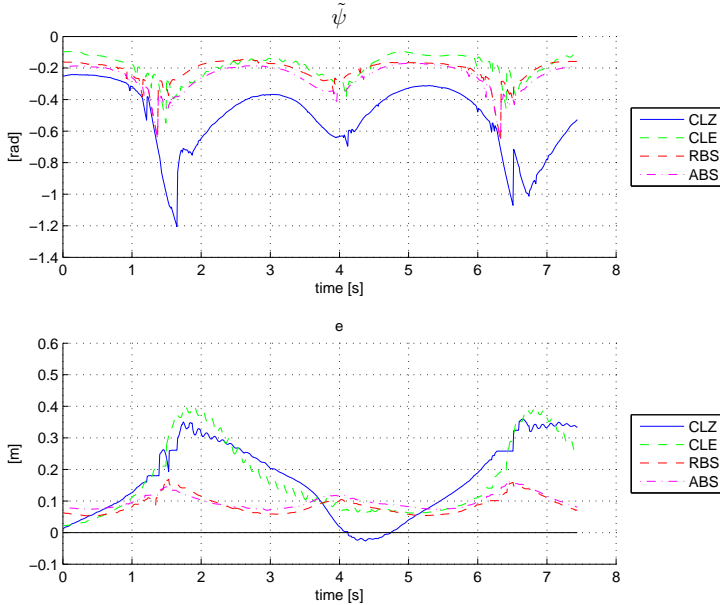 ψ̃
0
−0.2
−0.4
−0.6
−0.8
−1
−1.2
−1.4
[rad]
0 1 2 3 4 5 6 7 8
time [s]
CLZ
CLE
RBS
ABS
e
0.6
0.5
0.4
0.3
0.2
0.1
0
−0.1
[m]
0 1 2 3 4 5 6 7 8
time [s]
CLZ
CLE
RBS
ABS